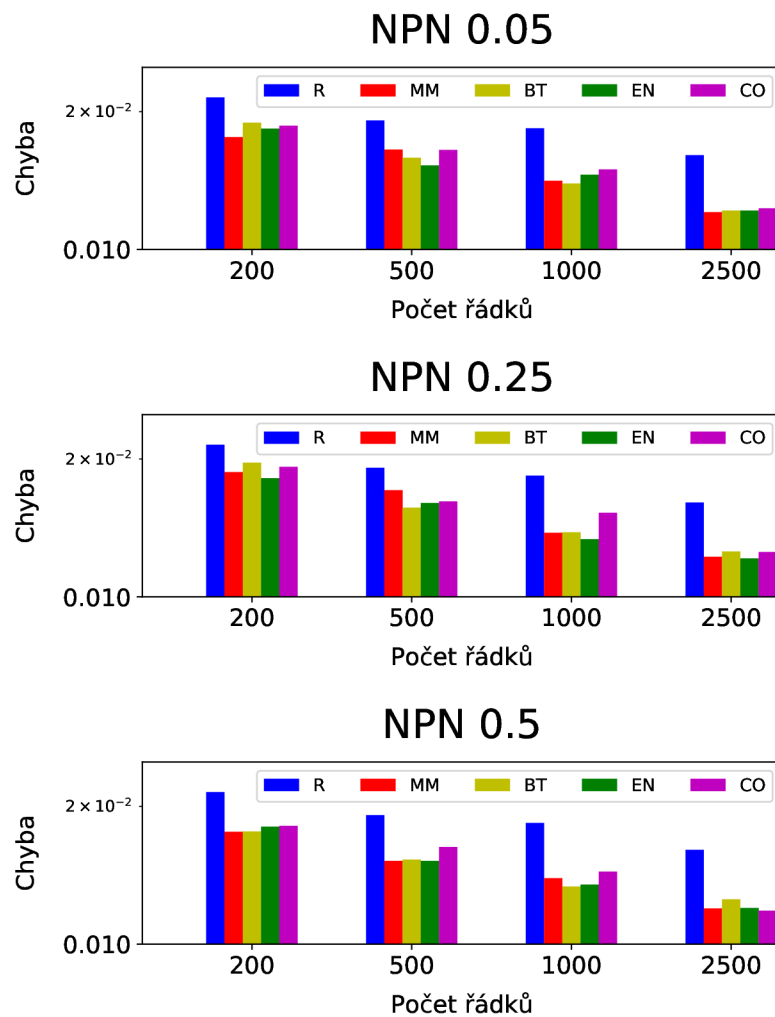 NPN 0.05
R MM BT EN CO
2 × 10⁻²
Chyba
0.010
200 500 1000 2500
Počet řádků
NPN 0.25
R MM BT EN CO
2 × 10⁻²
Chyba
0.010
200 500 1000 2500
Počet řádků
NPN 0.5
R MM BT EN CO
2 × 10⁻²
Chyba
0.010
200 500 1000 2500
Počet řádků